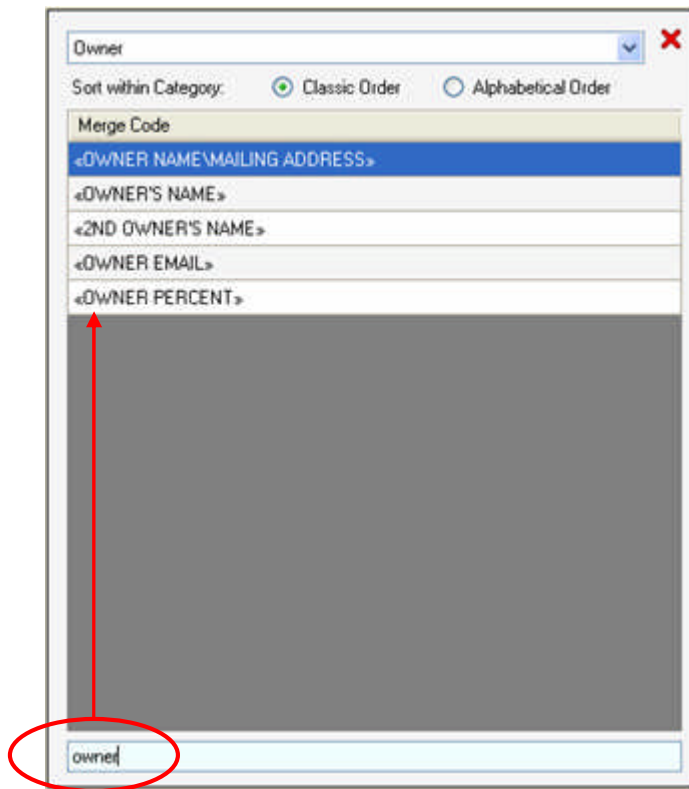 Owner
Sort within Category: Classic Order Alphabetical Order
Merge Code
«OWNER NAME\MAILING ADDRESS»
«OWNER'S NAME»
«2ND OWNER'S NAME»
«OWNER EMAIL»
«OWNER PERCENT»
owner